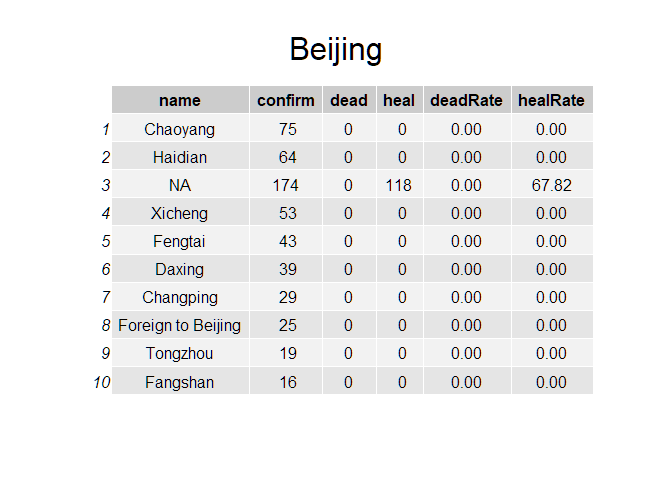 Beijing
name confirm dead heal deadRate healRate
1 Chaoyang 75 0 0 0.00 0.00
2 Haidian 64 0 0 0.00 0.00
3 NA 174 0 118 0.00 67.82
4 Xicheng 53 0 0 0.00 0.00
5 Fengtai 43 0 0 0.00 0.00
6 Daxing 39 0 0 0.00 0.00
7 Changping 29 0 0 0.00 0.00
8 Foreign to Beijing 25 0 0 0.00 0.00
9 Tongzhou 19 0 0 0.00 0.00
10 Fangshan 16 0 0 0.00 0.00